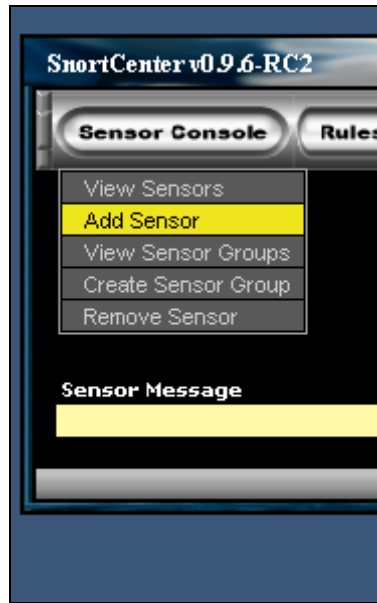 SnortCenter v0.9.6-RC2
Sensor Console Rules
View Sensors
Add Sensor
View Sensor Groups
Create Sensor Group
Remove Sensor
Sensor Message